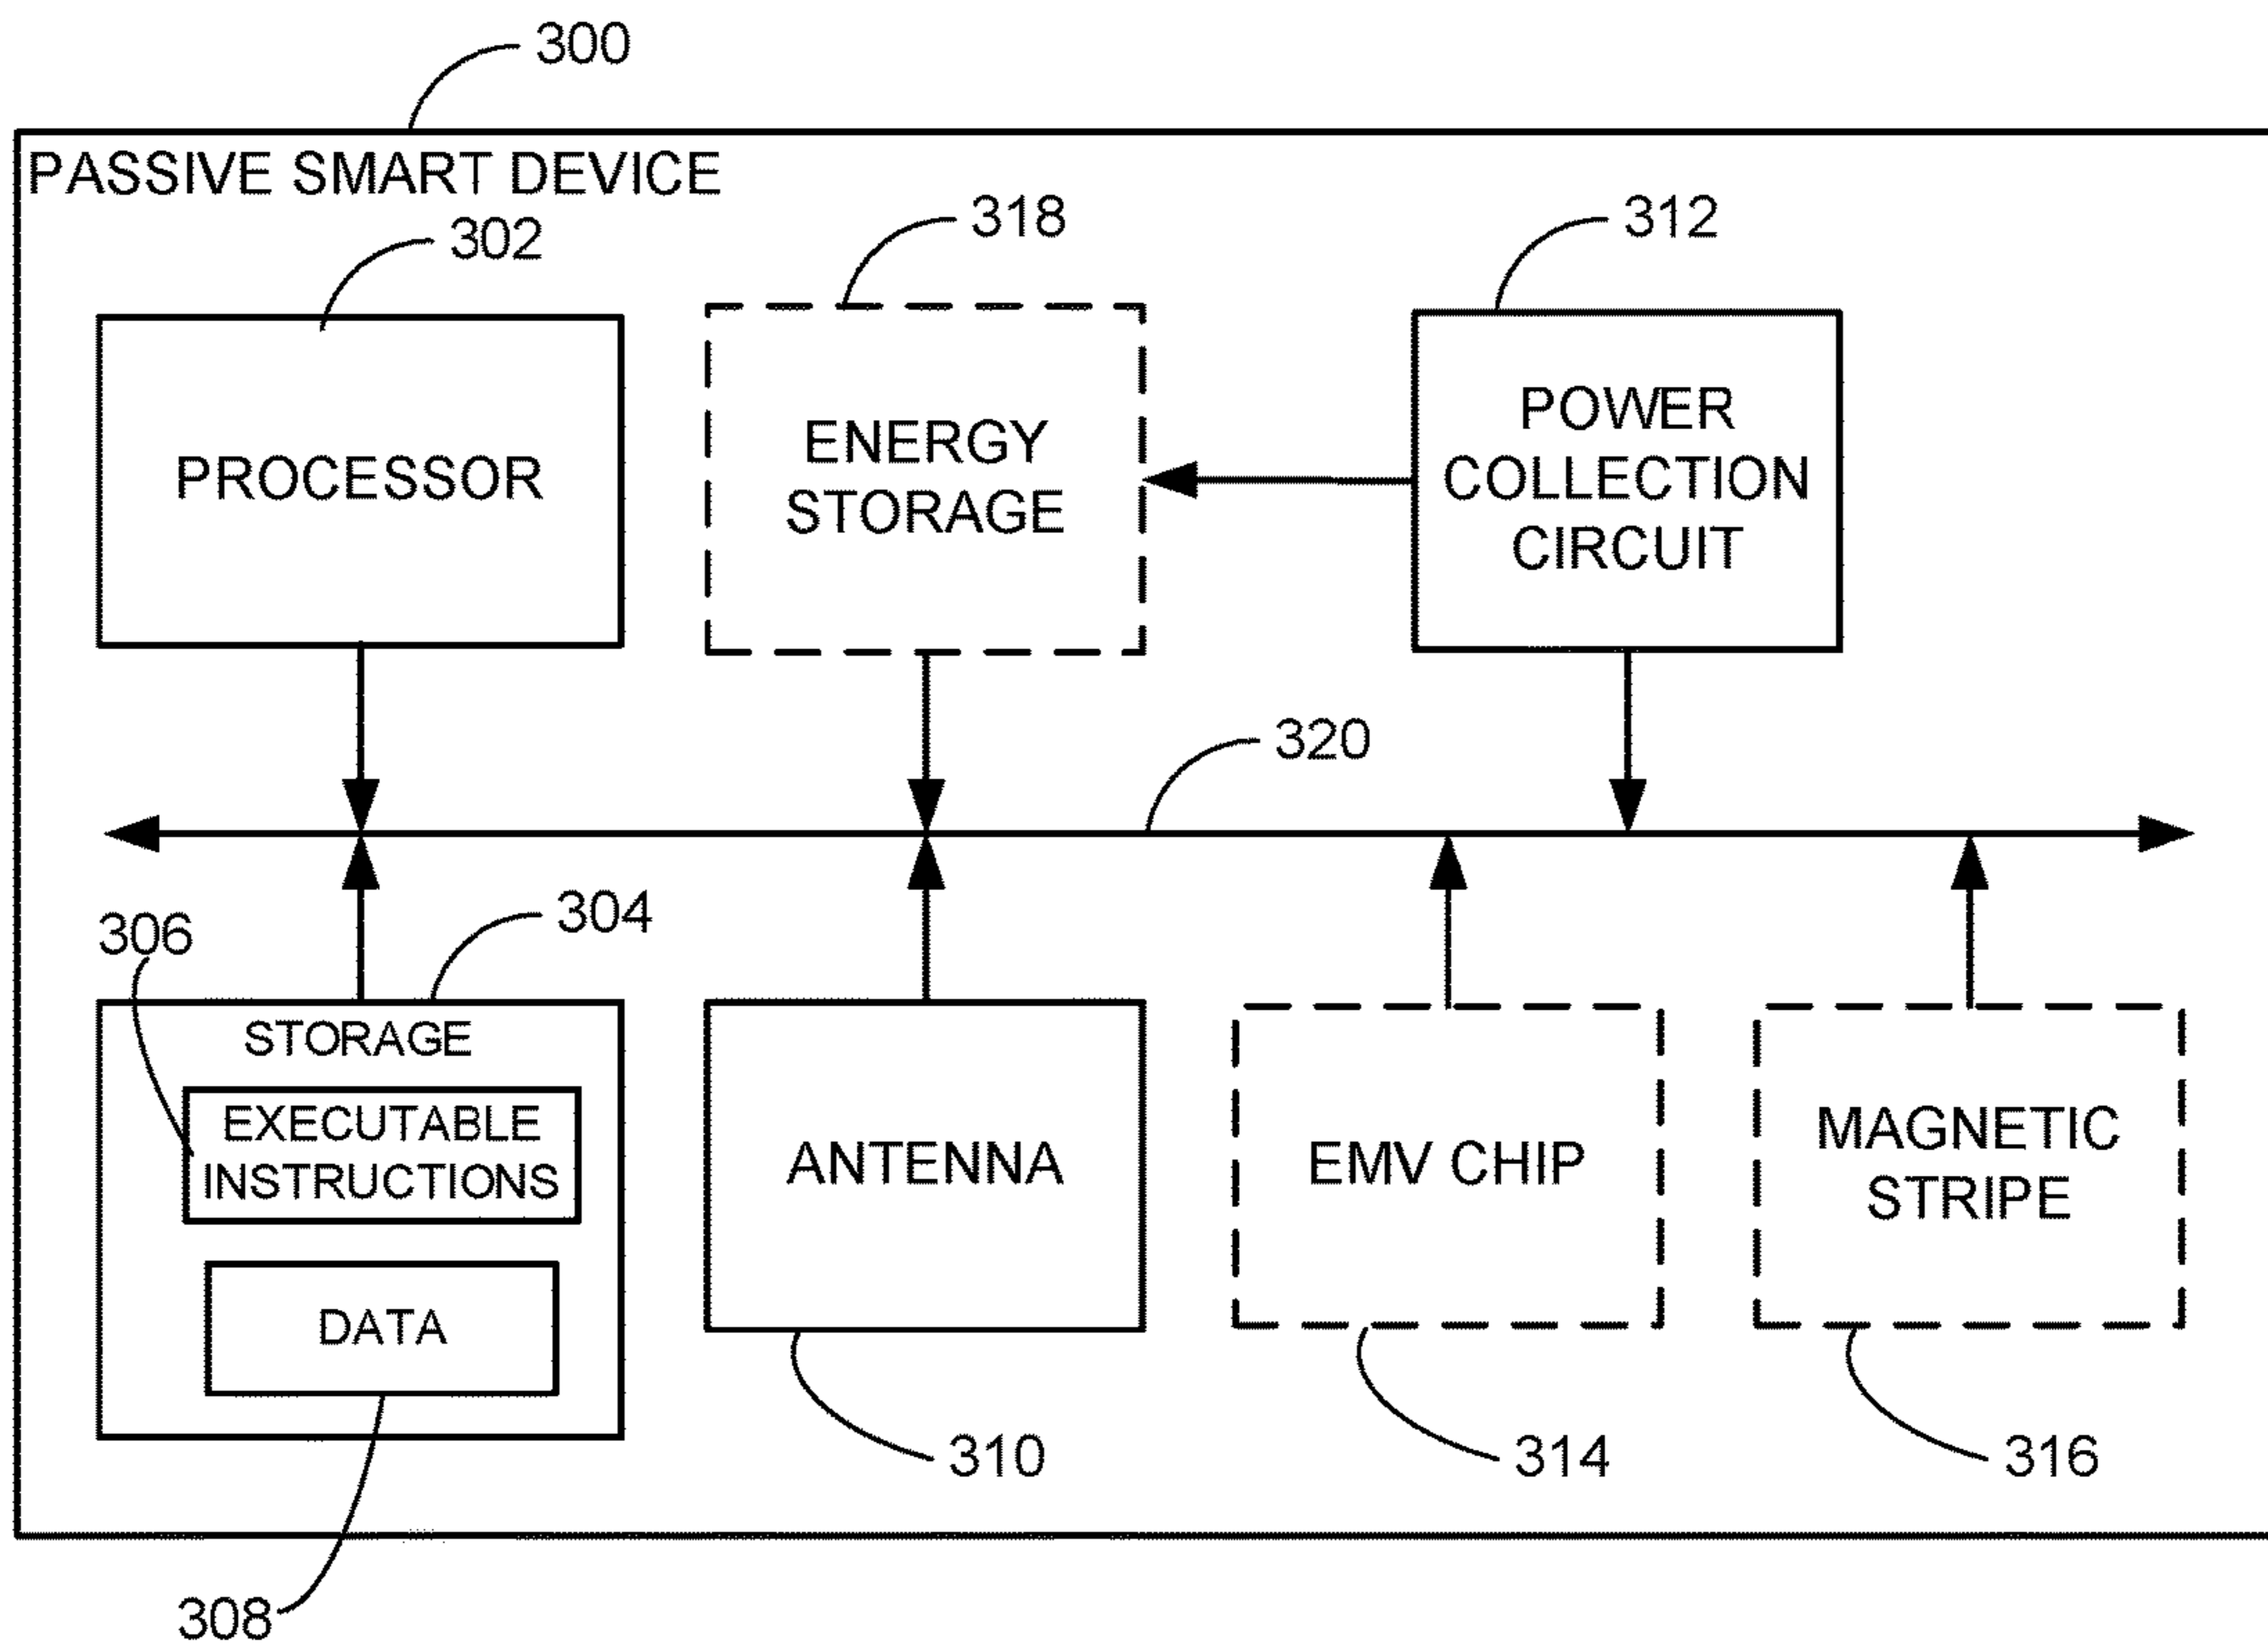 300
PASSIVE SMART DEVICE
302
318
312
PROCESSOR
ENERGY
STORAGE
POWER
COLLECTION
CIRCUIT
320
304
306
STORAGE
EXECUTABLE
INSTRUCTIONS
DATA
ANTENNA
EMV CHIP
MAGNETIC
STRIPE
310
314
316
308